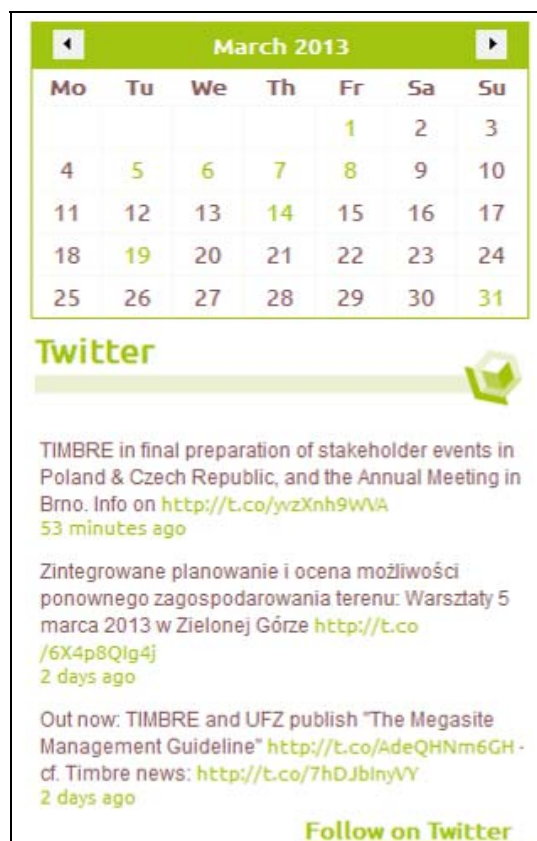 March 2013
Mo Tu We Th Fr Sa Su
1 2 3
4 5 6 7 8 9 10
11 12 13 14 15 16 17
18 19 20 21 22 23 24
25 26 27 28 29 30 31
Twitter
TIMBRE in final preparation of stakeholder events in
Poland & Czech Republic, and the Annual Meeting in
Brno. Info on http://t.co/yvzXnh9WVA
53 minutes ago
Zintegrowane planowanie i ocena możliwości
ponownego zagospodarowania terenu: Warsztaty 5
marca 2013 w Zielonej Górze http://t.co
/6X4p8QIg4j
2 days ago
Out now: TIMBRE and UFZ publish "The Megasite
Management Guideline" http://t.co/AdeQHNm6GH -
cf. Timbre news: http://t.co/7hDJbInyVY
2 days ago
Follow on Twitter